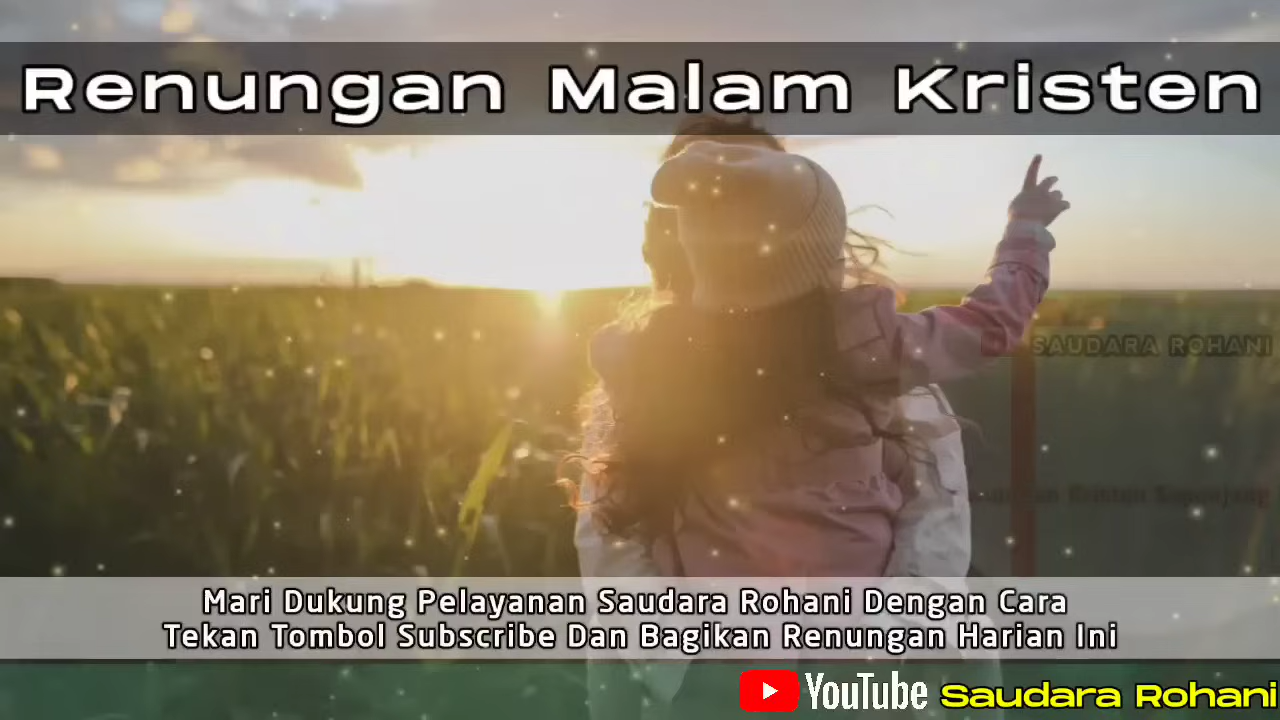 Renungan Malam Kristen
SAUDARA ROHANI
Mari Dukung Pelayanan Saudara Rohani Dengan Cara
Tekan Tombol Subscribe Dan Bagikan Renungan Harian Ini
YouTube Saudara Rohani